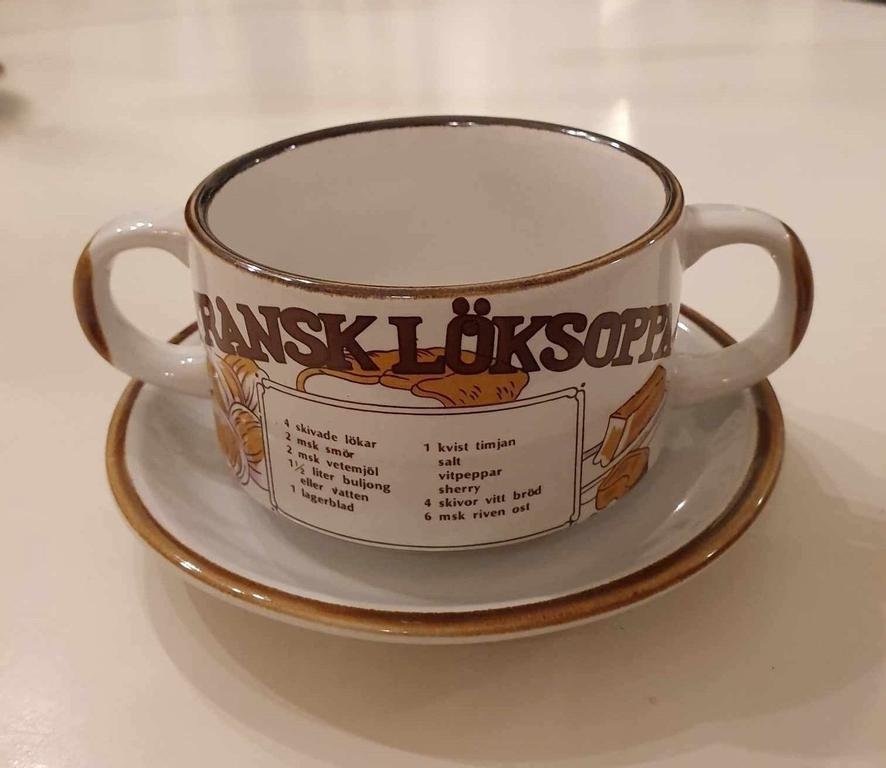 FRANSK LÖKSOPPA
4 skivade lökar
2 msk smör
2 msk vetemjöl
1½ liter buljong
eller vatten
1 lagerblad
1 kvist timjan
salt
vitpeppar
sherry
4 skivor vitt bröd
6 msk riven ost